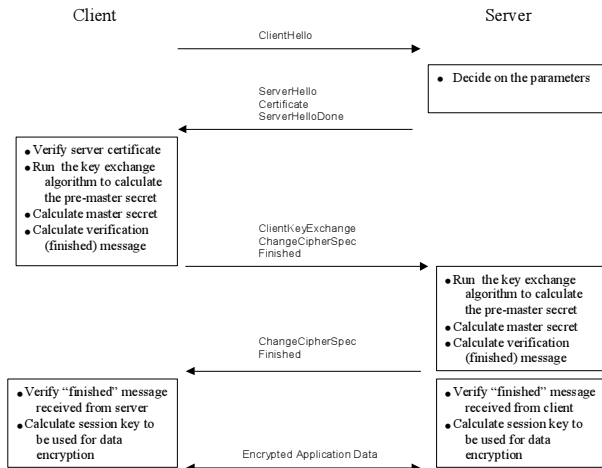 Client
Server
ClientHello
• Decide on the parameters
ServerHello
Certificate
ServerHelloDone
• Verify server certificate
• Run the key exchange
algorithm to calculate
the pre-master secret
• Calculate master secret
• Calculate verification
(finished) message
ClientKeyExchange
ChangeCipherSpec
Finished
• Run the key exchange
algorithm to calculate
the pre-master secret
• Calculate master secret
• Calculate verification
(finished) message
ChangeCipherSpec
Finished
• Verify “finished” message
received from server
• Calculate session key to
be used for data
encryption
• Verify “finished” message
received from client
• Calculate session key to
be used for data
encryption
Encrypted Application Data